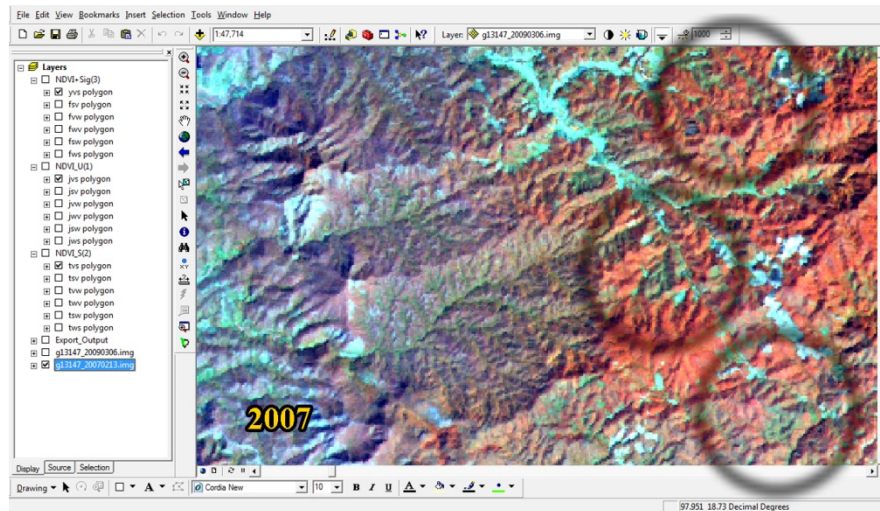 File Edit View Bookmarks Insert Selection Tools Window Help
1:47,714
Layer: g13147_20090306.img
1000
Layers
NDVI+Sig(3)
yvs polygon
fsv polygon
fvw polygon
fwv polygon
fsw polygon
fws polygon
NDVI_U(1)
jvs polygon
jsv polygon
jvw polygon
jwv polygon
jsw polygon
jws polygon
NDVI_S(2)
tvs polygon
tsv polygon
tvw polygon
twv polygon
tsw polygon
tws polygon
Export_Output
g13147_20090306.img
g13147_20070213.img
2007
Display Source Selection
Drawing A Cordia New 10 B I U A
97.951 18.73 Decimal Degrees